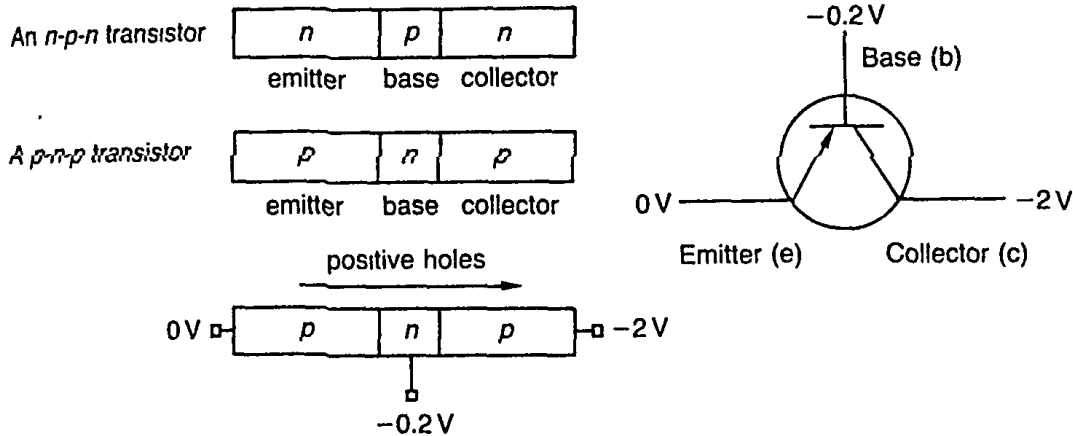 An n-p-n transistor
n p n
emitter base collector
A p-n-p transistor
p n p
emitter base collector
positive holes
0 V p n p −2 V
−0.2 V
−0.2 V
Base (b)
0 V −2 V
Emitter (e) Collector (c)